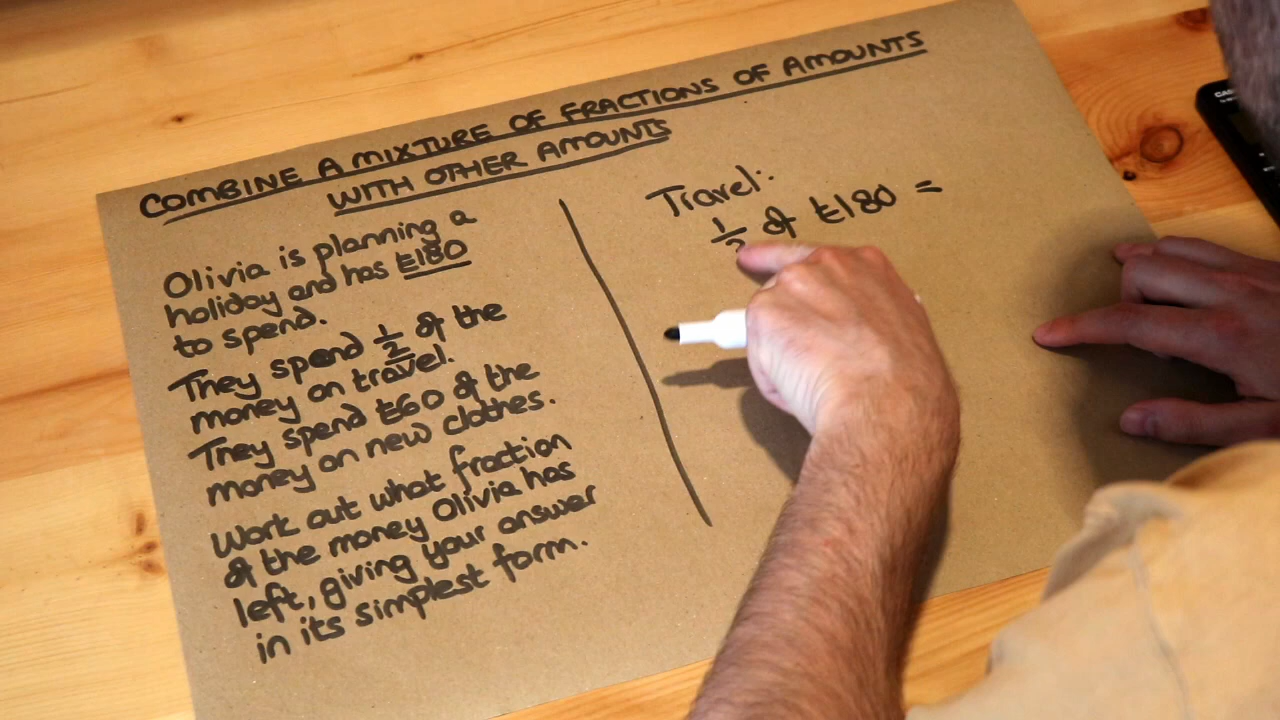 COMBINE A MIXTURE OF FRACTIONS OF AMOUNTS
WITH OTHER AMOUNTS
Olivia is planning a
holiday and has £180
to spend.
They spend 1/2 of the
money on travel.
They spend £60 of the
money on new clothes.
Work out what fraction
of the money Olivia has
left, giving your answer
in its simplest form.
Travel:
1/2 of £180 =